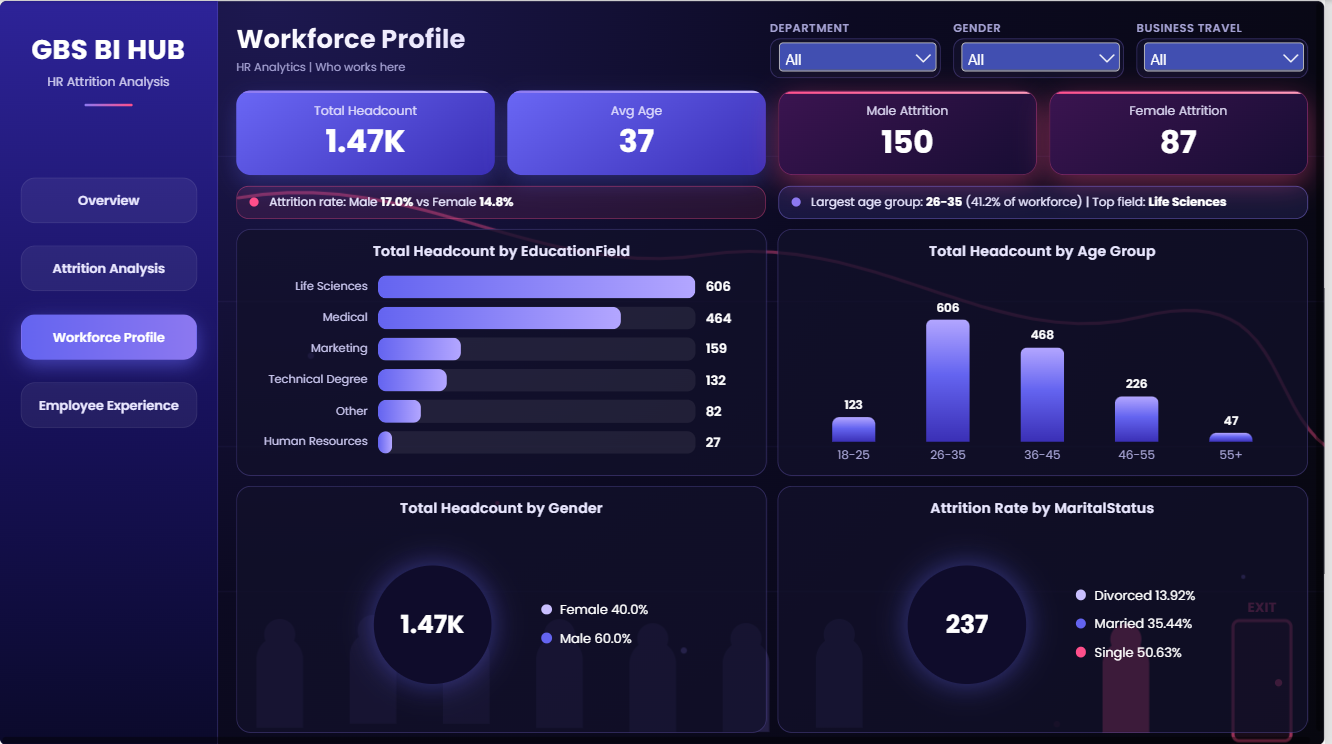 GBS BI HUB
HR Attrition Analysis
Overview
Attrition Analysis
Workforce Profile
Employee Experience
Workforce Profile
HR Analytics | Who works here
DEPARTMENT
All
GENDER
All
BUSINESS TRAVEL
All
Total Headcount
1.47K
Avg Age
37
Male Attrition
150
Female Attrition
87
Attrition rate: Male 17.0% vs Female 14.8%
Largest age group: 26-35 (41.2% of workforce) | Top field: Life Sciences
Total Headcount by EducationField
Life Sciences 606
Medical 464
Marketing 159
Technical Degree 132
Other 82
Human Resources 27
Total Headcount by Age Group
123
606
468
226
47
18-25
26-35
36-45
46-55
55+
Total Headcount by Gender
1.47K
Female 40.0%
Male 60.0%
Attrition Rate by MaritalStatus
237
Divorced 13.92%
Married 35.44%
Single 50.63%
EXIT